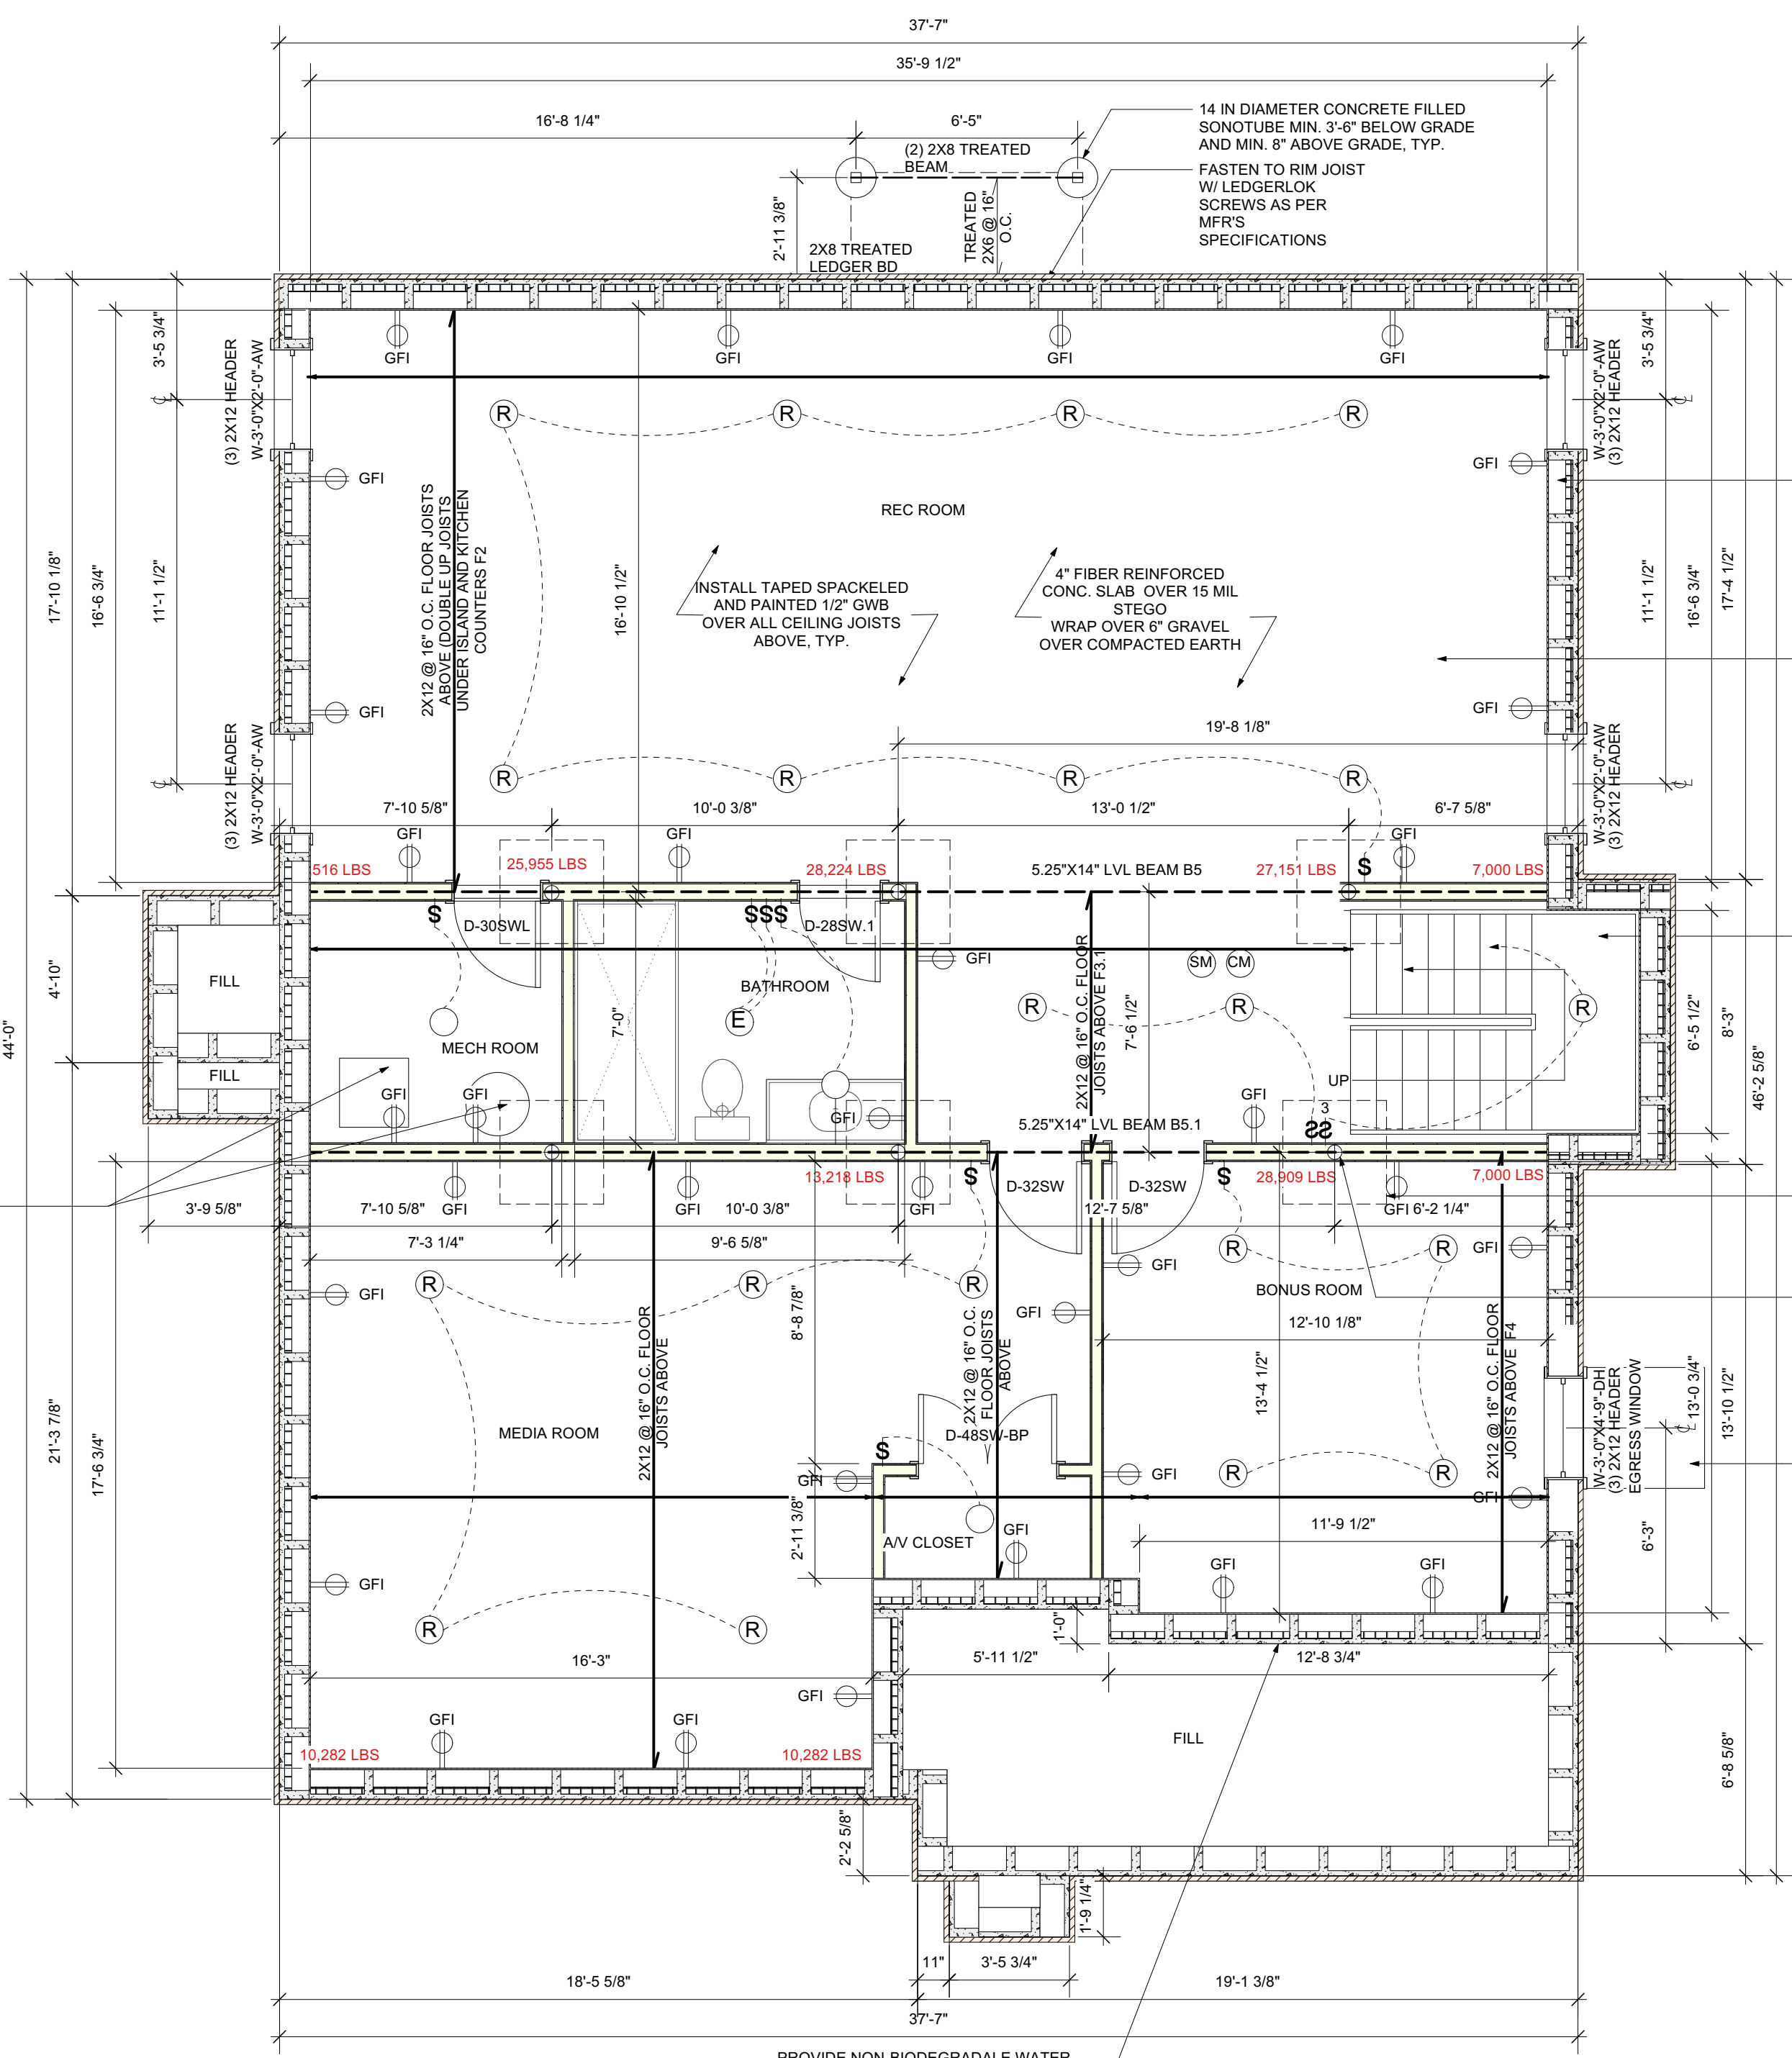 37'-7"
35'-9 1/2"
16'-8 1/4"
6'-5"
14 IN DIAMETER CONCRETE FILLED
SONOTUBE MIN. 3'-6" BELOW GRADE
AND MIN. 8" ABOVE GRADE, TYP.
(2) 2X8 TREATED
BEAM
FASTEN TO RIM JOIST
W/ LEDGERLOK
SCREWS AS PER
MFR'S
SPECIFICATIONS
2'-11 3/8"
TREATED
2X6 @ 16"
O.C.
2X8 TREATED
LEDGER BD
3'-5 3/4"
(3) 2X12 HEADER
W-3'-0"X2'-0"-AW
GFI
GFI
GFI
GFI
W-3'-0"X2'-0"-AW
(3) 2X12 HEADER
3'-5 3/4"
R
R
R
R
GFI
GFI
REC ROOM
17'-10 1/8"
16'-6 3/4"
11'-1 1/2"
2X12 @ 16" O.C. FLOOR JOISTS
ABOVE (DOUBLE UP JOISTS
UNDER ISLAND AND KITCHEN
COUNTERS F2
16'-10 1/2"
INSTALL TAPED SPACKELED
AND PAINTED 1/2" GWB
OVER ALL CEILING JOISTS
ABOVE, TYP.
4" FIBER REINFORCED
CONC. SLAB OVER 15 MIL
STEGO
WRAP OVER 6" GRAVEL
OVER COMPACTED EARTH
11'-1 1/2"
16'-6 3/4"
17'-4 1/2"
GFI
GFI
19'-8 1/8"
(3) 2X12 HEADER
W-3'-0"X2'-0"-AW
R
R
R
R
W-3'-0"X2'-0"-AW
(3) 2X12 HEADER
7'-10 5/8"
10'-0 3/8"
13'-0 1/2"
6'-7 5/8"
GFI
GFI
GFI
516 LBS
25,955 LBS
28,224 LBS
5.25"X14" LVL BEAM B5
27,151 LBS
$
7,000 LBS
$
$$$
D-30SWL
D-28SW.1
GFI
SM
CM
FILL
BATHROOM
4'-10"
44'-0"
7'-0"
E
R
R
R
2X12 @ 16" O.C. FLOOR
JOISTS ABOVE F3.1
7'-6 1/2"
6'-5 1/2"
8'-3"
46'-2 5/8"
MECH ROOM
FILL
UP
GFI
GFI
GFI
GFI
3
5.25"X14" LVL BEAM B5.1
$$
13,218 LBS
$
D-32SW
D-32SW
$
28,909 LBS
7,000 LBS
3'-9 5/8"
7'-10 5/8"
GFI
10'-0 3/8"
GFI
GFI
12'-7 5/8"
GFI
6'-2 1/4"
7'-3 1/4"
9'-6 5/8"
R
R
GFI
GFI
R
R
R
GFI
BONUS ROOM
8'-8 7/8"
GFI
12'-10 1/8"
2X12 @ 16" O.C. FLOOR
JOISTS ABOVE
2X12 @ 16" O.C.
FLOOR JOISTS
ABOVE
13'-4 1/2"
2X12 @ 16" O.C. FLOOR
JOISTS ABOVE F4
W-3'-0"X4'-9"-DH
(3) 2X12 HEADER
EGRESS WINDOW
13'-0 3/4"
13'-10 1/2"
21'-3 7/8"
17'-6 3/4"
MEDIA ROOM
D-48SW-BP
$
GFI
GFI
R
R
GFI
2'-11 3/8"
A/V CLOSET
GFI
11'-9 1/2"
6'-3"
GFI
GFI
GFI
R
R
1'-0"
16'-3"
5'-11 1/2"
12'-8 3/4"
GFI
GFI
GFI
FILL
10,282 LBS
10,282 LBS
6'-8 5/8"
2'-2 5/8"
1'-9 1/4"
11"
3'-5 3/4"
18'-5 5/8"
19'-1 3/8"
37'-7"
PROVIDE NON BIODEGRADALE WATER